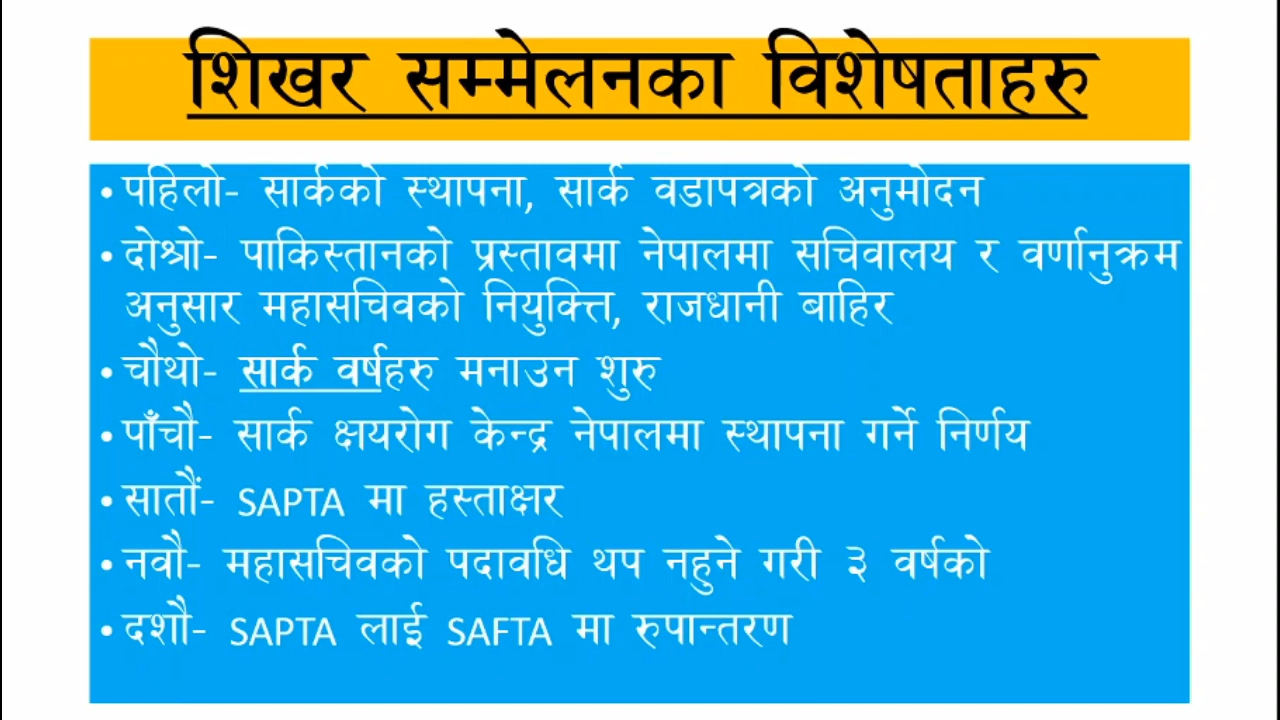 शिखर सम्मेलनका विशेषताहरु
• पहिलो- सार्कको स्थापना, सार्क वडापत्रको अनुमोदन
• दोश्रो- पाकिस्तानको प्रस्तावमा नेपालमा सचिवालय र वर्णानुक्रम
अनुसार महासचिवको नियुक्ति, राजधानी बाहिर
• चौथो- सार्क वर्षहरु मनाउन शुरु
• पाँचौ- सार्क क्षयरोग केन्द्र नेपालमा स्थापना गर्ने निर्णय
• सातौं- SAPTA मा हस्ताक्षर
• नवौ- महासचिवको पदावधि थप नहुने गरी ३ वर्षको
• दशौ- SAPTA लाई SAFTA मा रुपान्तरण